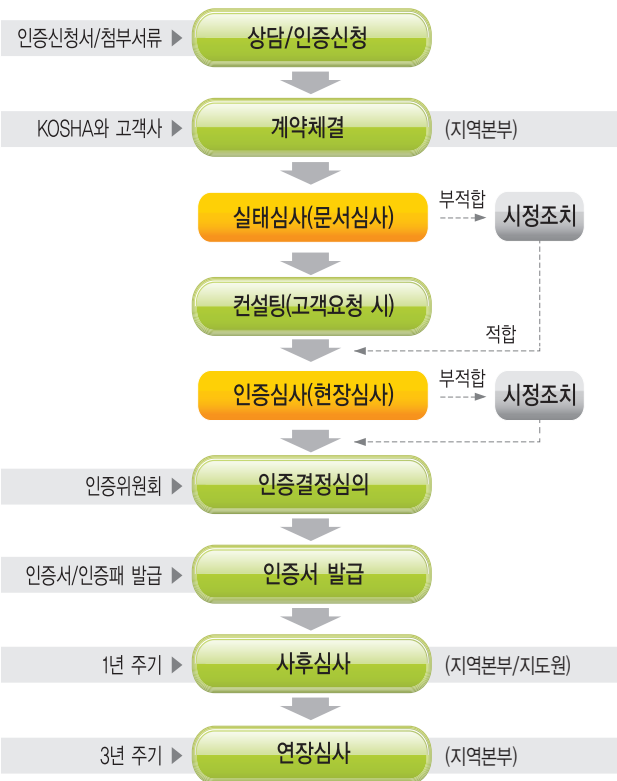 인증신청서/첨부서류 ▶ 상담/인증신청
KOSHA와 고객사 ▶ 계약체결 (지역본부)
실태심사(문서심사) 부적합 시정조치
컨설팅(고객요청 시)
적합
인증심사(현장심사) 부적합 시정조치
인증위원회 ▶ 인증결정심의
인증서/인증패 발급 ▶ 인증서 발급
1년 주기 ▶ 사후심사 (지역본부/지도원)
3년 주기 ▶ 연장심사 (지역본부)